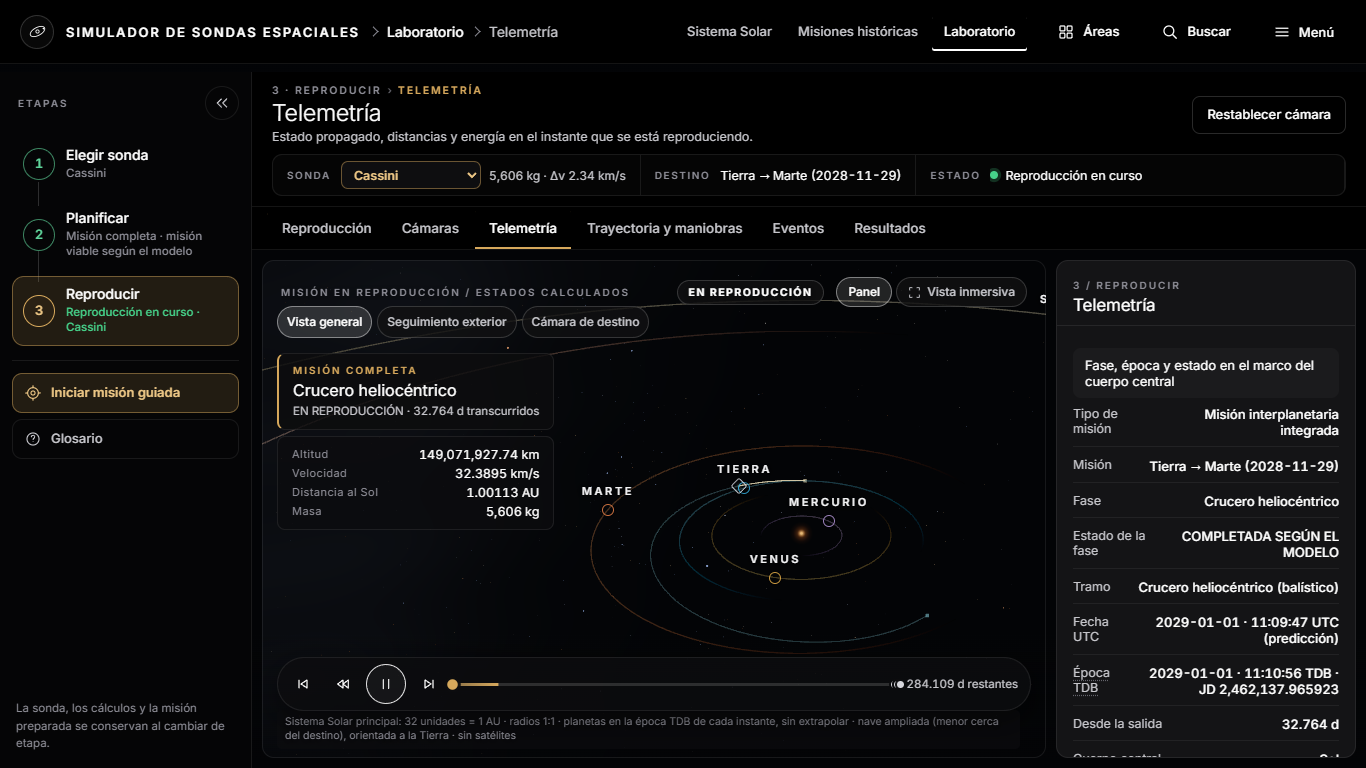 SIMULADOR DE SONDAS ESPACIALES
Laboratorio
Telemetría
Sistema Solar
Misiones históricas
Laboratorio
Áreas
Buscar
Menú
ETAPAS
1
Elegir sonda
Cassini
2
Planificar
Misión completa · misión
viable según el modelo
3
Reproducir
Reproducción en curso ·
Cassini
Iniciar misión guiada
Glosario
La sonda, los cálculos y la misión
preparada se conservan al cambiar de
etapa.
3 · REPRODUCIR › TELEMETRÍA
Telemetría
Estado propagado, distancias y energía en el instante que se está reproduciendo.
Restablecer cámara
SONDA
Cassini
5,606 kg · Δv 2.34 km/s
DESTINO
Tierra → Marte (2028-11-29)
ESTADO
Reproducción en curso
Reproducción
Cámaras
Telemetría
Trayectoria y maniobras
Eventos
Resultados
MISIÓN EN REPRODUCCIÓN / ESTADOS CALCULADOS
EN REPRODUCCIÓN
Panel
Vista inmersiva
Vista general
Seguimiento exterior
Cámara de destino
MISIÓN COMPLETA
Crucero heliocéntrico
EN REPRODUCCIÓN · 32.764 d transcurridos
Altitud 149,071,927.74 km
Velocidad 32.3895 km/s
Distancia al Sol 1.00113 AU
Masa 5,606 kg
TIERRA
MARTE
MERCURIO
VENUS
284.109 d restantes
Sistema Solar principal: 32 unidades = 1 AU · radios 1:1 · planetas en la época TDB de cada instante, sin extrapolar · nave ampliada (menor cerca
del destino), orientada a la Tierra · sin satélites
3 / REPRODUCIR
Telemetría
Fase, época y estado en el marco del
cuerpo central
Tipo de
misión
Misión interplanetaria
integrada
Misión
Tierra → Marte (2028-11-29)
Fase
Crucero heliocéntrico
Estado de la
fase
COMPLETADA SEGÚN EL
MODELO
Tramo
Crucero heliocéntrico (balístico)
Fecha
UTC
2029-01-01 · 11:09:47 UTC
(predicción)
Época
TDB
2029-01-01 · 11:10:56 TDB ·
JD 2,462,137.965923
Desde la salida
32.764 d